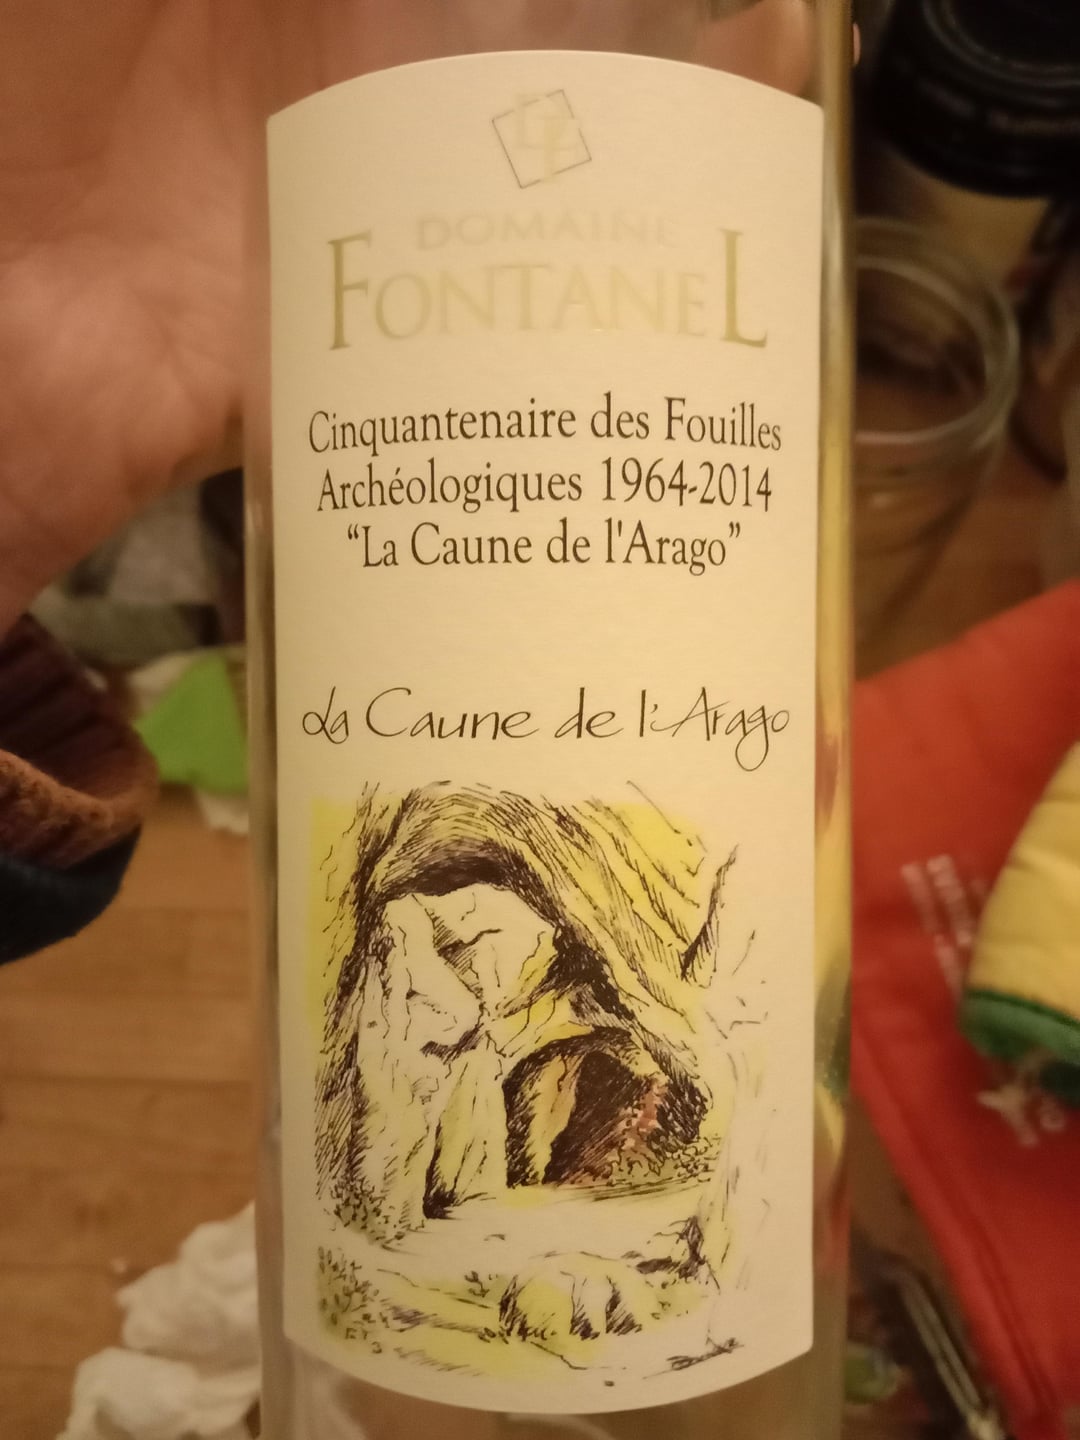 DOMAINE
FONTANEL
Cinquantenaire des Fouilles
Archéologiques 1964-2014
“La Caune de l'Arago”
La Caune de l'Arago